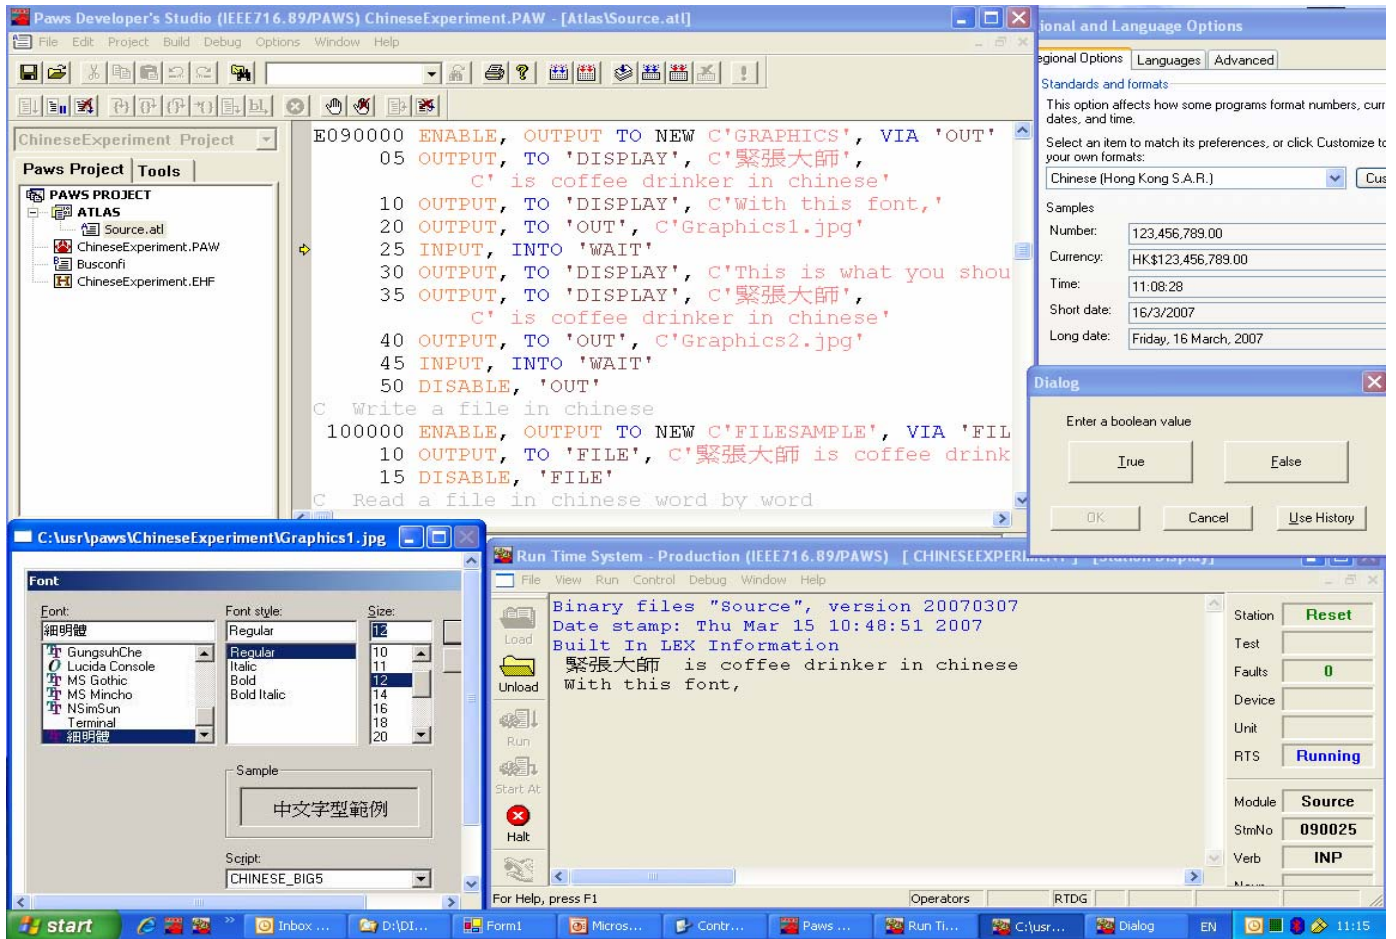 Paws Developer's Studio (IEEE716.89/PAWS) ChineseExperiment.PAW - [Atlas\Source.atl]
File Edit Project Build Debug Options Window Help
ChineseExperiment Project
Paws Project Tools
PAWS PROJECT
ATLAS
Source.atl
ChineseExperiment.PAW
Busconfi
ChineseExperiment.EHF
E090000 ENABLE, OUTPUT TO NEW C'GRAPHICS', VIA 'OUT'
05 OUTPUT, TO 'DISPLAY', C'緊張大師',
C' is coffee drinker in chinese'
10 OUTPUT, TO 'DISPLAY', C'With this font,'
20 OUTPUT, TO 'OUT', C'Graphics1.jpg'
25 INPUT, INTO 'WAIT'
30 OUTPUT, TO 'DISPLAY', C'This is what you shou
35 OUTPUT, TO 'DISPLAY', C'緊張大師',
C' is coffee drinker in chinese'
40 OUTPUT, TO 'OUT', C'Graphics2.jpg'
45 INPUT, INTO 'WAIT'
50 DISABLE, 'OUT'
C Write a file in chinese
100000 ENABLE, OUTPUT TO NEW C'FILESAMPLE', VIA 'FIL
10 OUTPUT, TO 'FILE', C'緊張大師 is coffee drink
15 DISABLE, 'FILE'
C Read a file in chinese word by word
ional and Language Options
egional Options Languages Advanced
Standards and formats
This option affects how some programs format numbers, curr
dates, and time.
Select an item to match its preferences, or click Customize to
your own formats:
Chinese (Hong Kong S.A.R.) Cus
Samples
Number: 123,456,789.00
Currency: HK$123,456,789.00
Time: 11:08:28
Short date: 16/3/2007
Long date: Friday, 16 March, 2007
Dialog
Enter a boolean value
True False
OK Cancel Use History
C:\usr\paws\ChineseExperiment\Graphics1.jpg
Font
Font: Font style: Size:
細明體 Regular 12
GungsuhChe Regular 10
Lucida Console Italic 11
MS Gothic Bold 12
MS Mincho Bold Italic 14
NSimSun 16
Terminal 18
細明體 20
Sample
中文字型範例
Script:
CHINESE_BIG5
Run Time System - Production (IEEE716.89/PAWS) [ CHINESEEXPERIMENT ] - [Station Display]
File View Run Control Debug Window Help
Load
Unload
Run
Start At
Halt
Binary files "Source", version 20070307
Date stamp: Thu Mar 15 10:48:51 2007
Built In LEX Information
緊張大師 is coffee drinker in chinese
With this font,
Station Reset
Test
Faults 0
Device
Unit
RTS Running
Module Source
StmNo 090025
Verb INP
For Help, press F1 Operators RTDG
start Inbox ... D:\DI... Form1 Micros... Contr... Paws ... Run Ti... C:\usr... Dialog EN 11:15